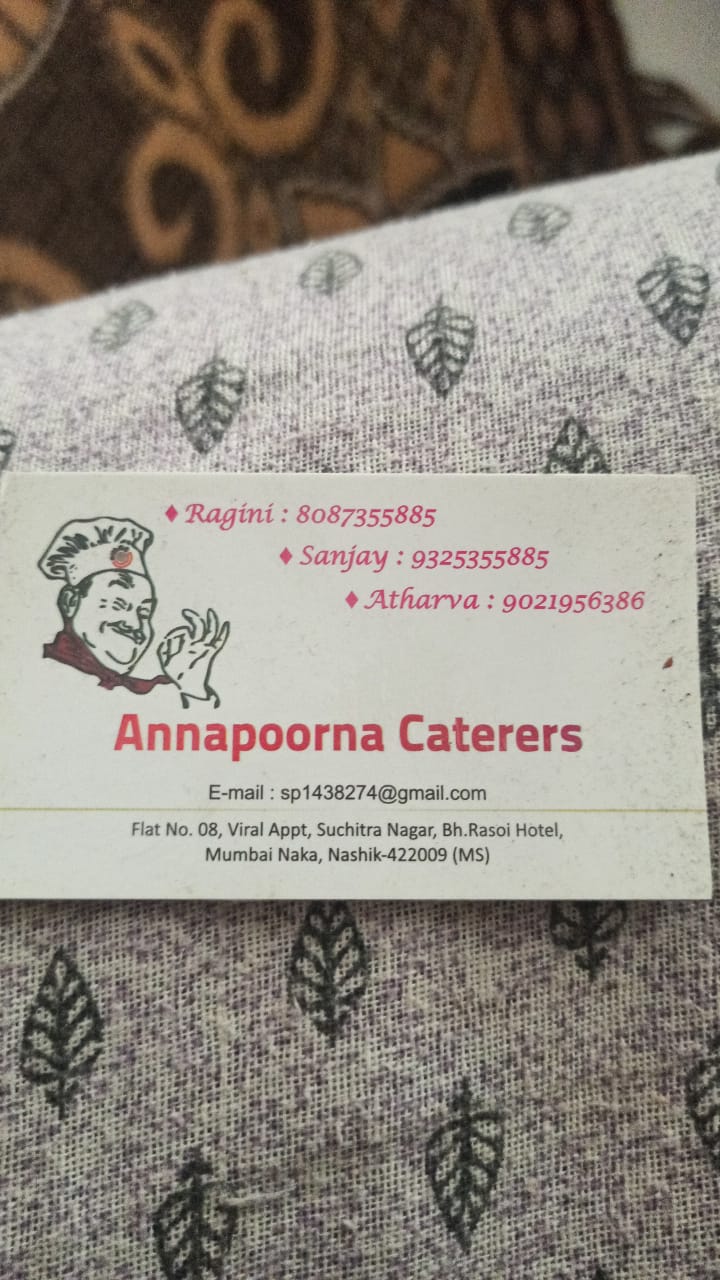 ♦ Ragini : 8087355885
♦ Sanjay : 9325355885
♦ Atharva : 9021956386
Annapoorna Caterers
E-mail : sp1438274@gmail.com
Flat No. 08, Viral Appt, Suchitra Nagar, Bh.Rasoi Hotel,
Mumbai Naka, Nashik-422009 (MS)